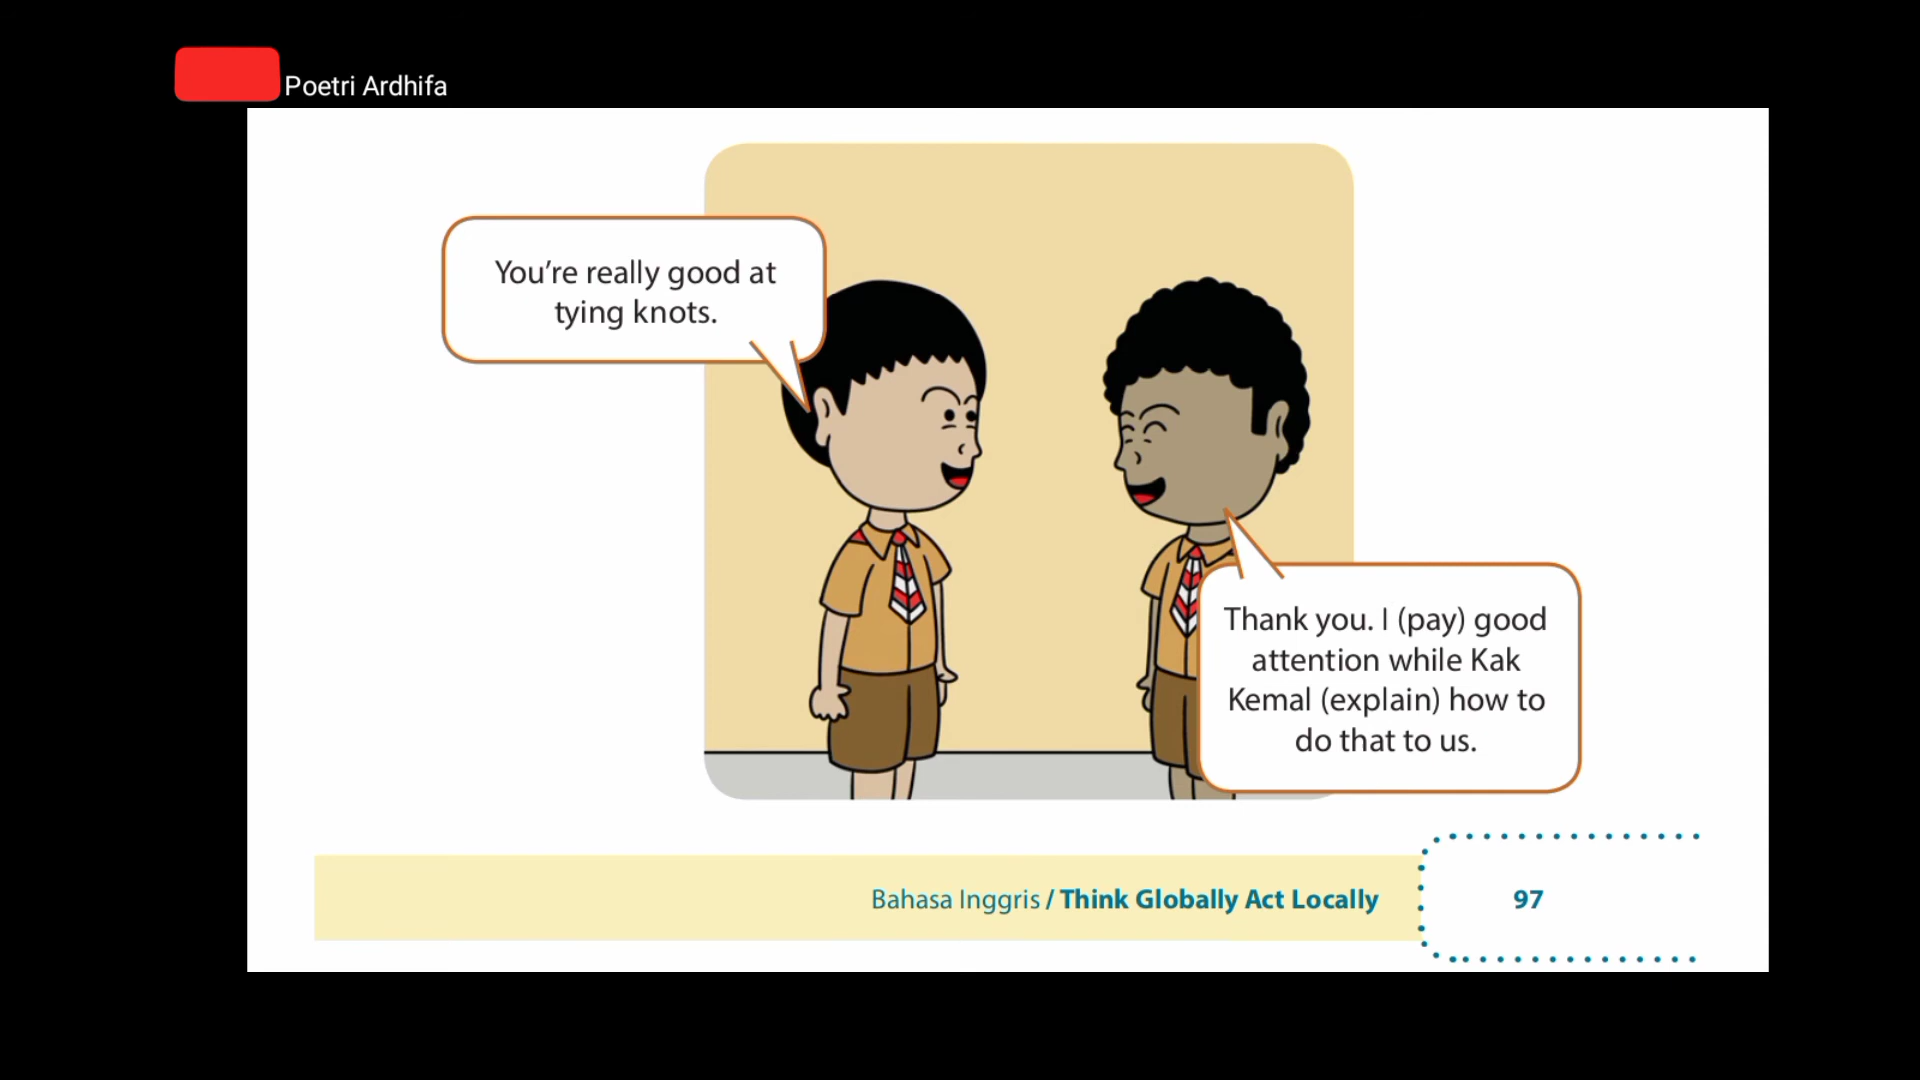 Poetri Ardhifa
You’re really good at
tying knots.
Thank you. I (pay) good
attention while Kak
Kemal (explain) how to
do that to us.
Bahasa Inggris / Think Globally Act Locally
97